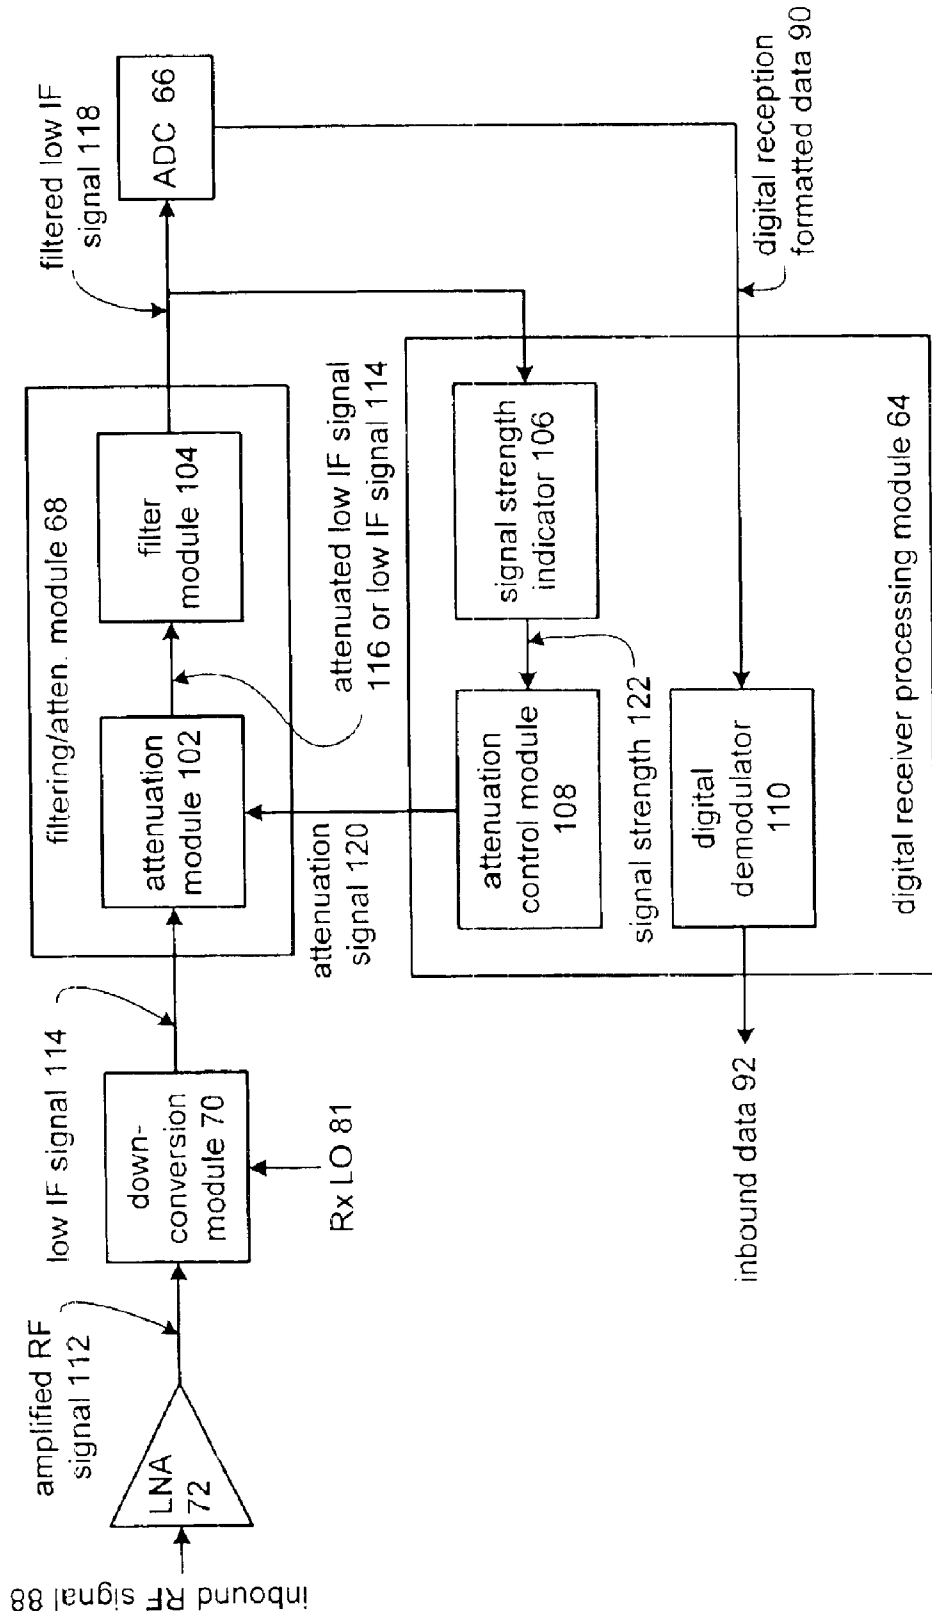 inbound RF signal 88
LNA
72
amplified RF
signal 112
down-
conversion
module 70
Rx LO 81
low IF signal 114
filtering/atten. module 68
attenuation
module 102
filter
module 104
attenuated low IF signal
116 or low IF signal 114
filtered low IF
signal 118
ADC 66
attenuation
signal 120
attenuation
control module
108
signal strength
indicator 106
signal strength 122
digital
demodulator
110
digital receiver processing module 64
digital reception
formatted data 90
inbound data 92